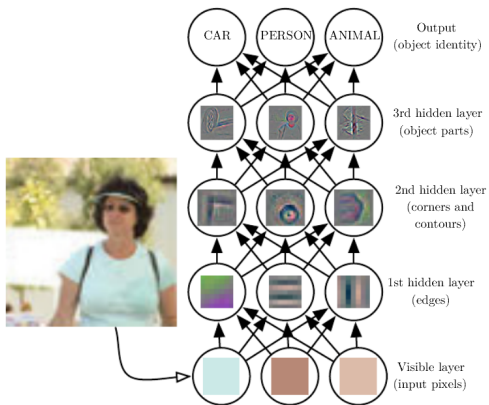 CAR
PERSON
ANIMAL
Output
(object identity)
3rd hidden layer
(object parts)
2nd hidden layer
(corners and
contours)
1st hidden layer
(edges)
Visible layer
(input pixels)